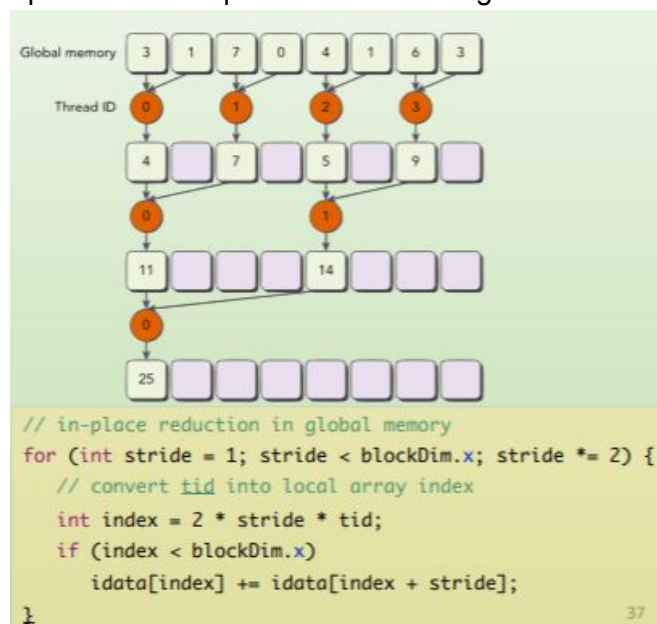 Global memory 3 1 7 0 4 1 6 3
Thread ID 0 1 2 3
4 7 5 9
0 1
11 14
0
25
// in-place reduction in global memory
for (int stride = 1; stride < blockDim.x; stride *= 2) {
// convert tid into local array index
int index = 2 * stride * tid;
if (index < blockDim.x)
idata[index] += idata[index + stride];
}
37